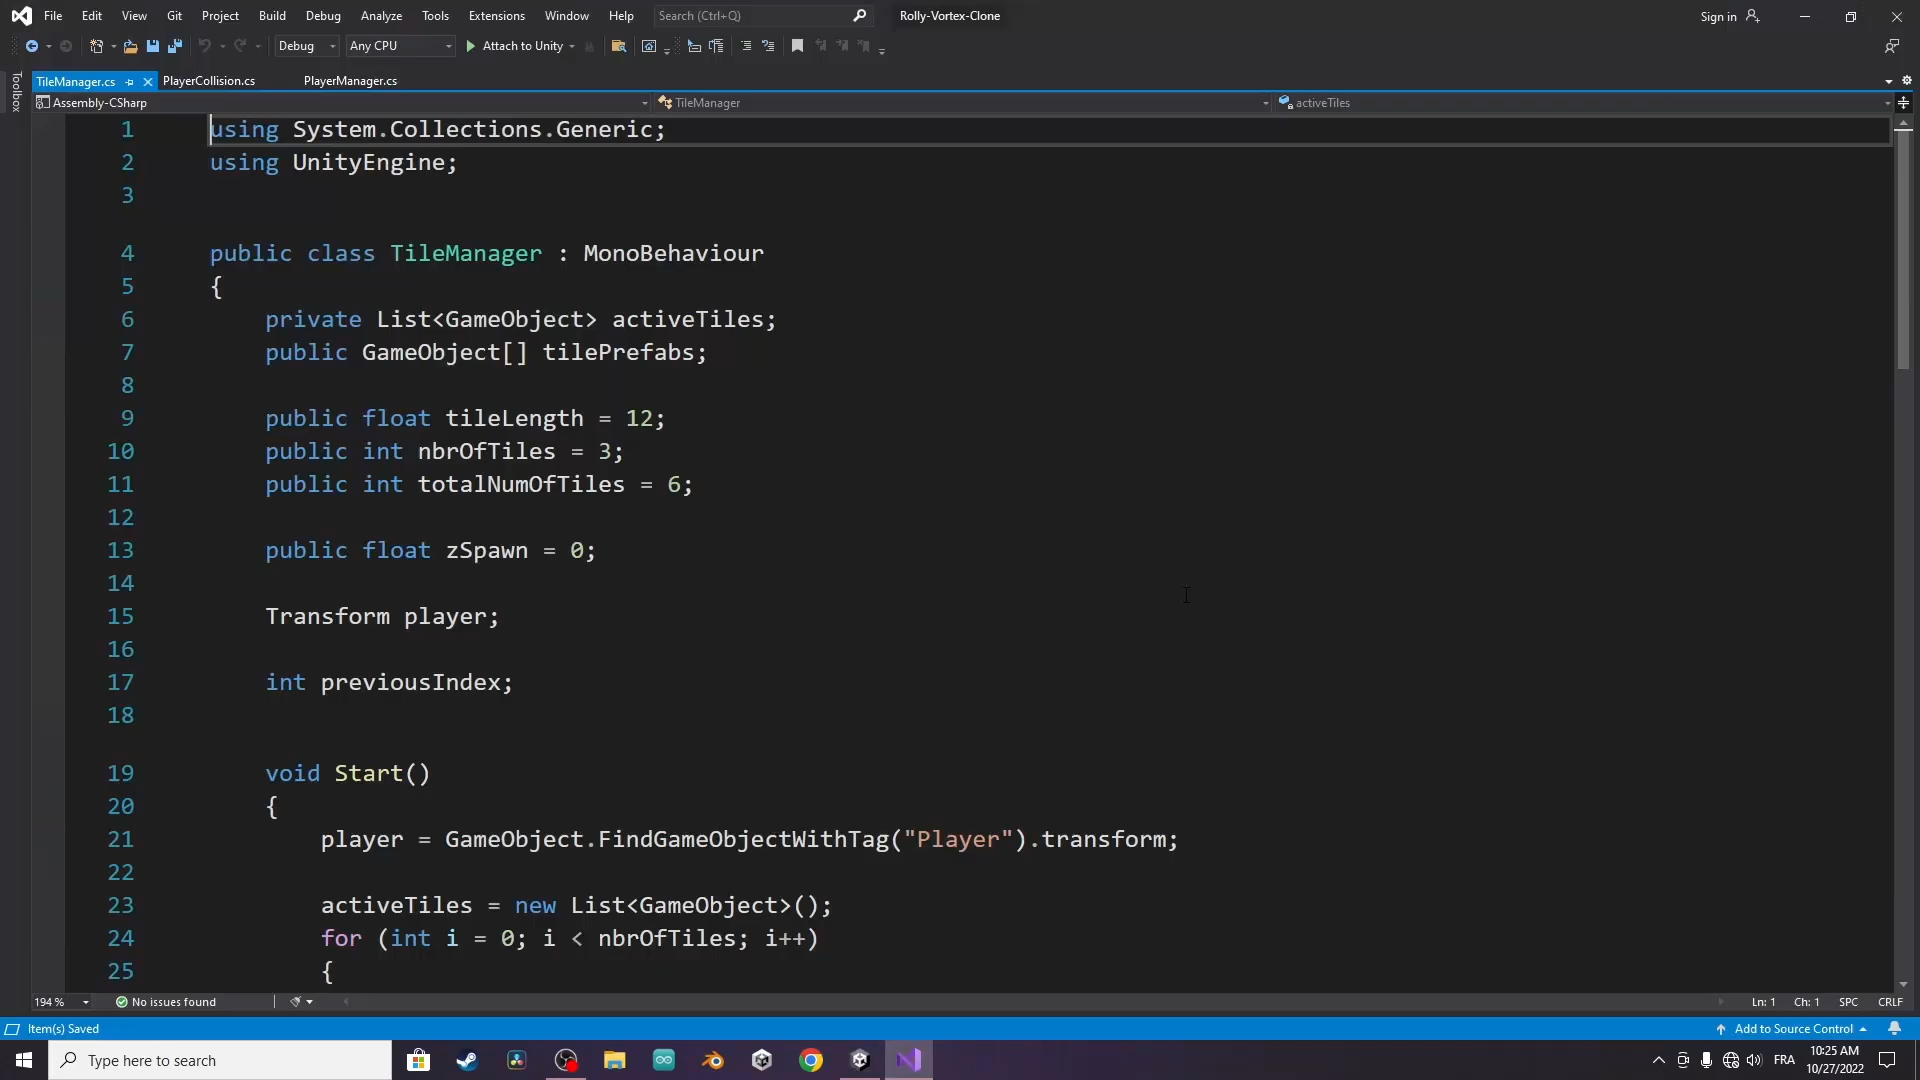 File Edit View Git Project Build Debug Analyze Tools Extensions Window Help Search (Ctrl+Q) Rolly-Vortex-Clone Sign in
Debug Any CPU Attach to Unity
Toolbox
TileManager.cs PlayerCollision.cs PlayerManager.cs
Assembly-CSharp TileManager activeTiles
1 using System.Collections.Generic;
2 using UnityEngine;
3
4 public class TileManager : MonoBehaviour
5 {
6 private List<GameObject> activeTiles;
7 public GameObject[] tilePrefabs;
8
9 public float tileLength = 12;
10 public int nbrOfTiles = 3;
11 public int totalNumOfTiles = 6;
12
13 public float zSpawn = 0;
14
15 Transform player;
16
17 int previousIndex;
18
19 void Start()
20 {
21 player = GameObject.FindGameObjectWithTag("Player").transform;
22
23 activeTiles = new List<GameObject>();
24 for (int i = 0; i < nbrOfTiles; i++)
25 {
194 % No issues found Ln: 1 Ch: 1 SPC CRLF
Item(s) Saved Add to Source Control
Type here to search FRA 10:25 AM
10/27/2022